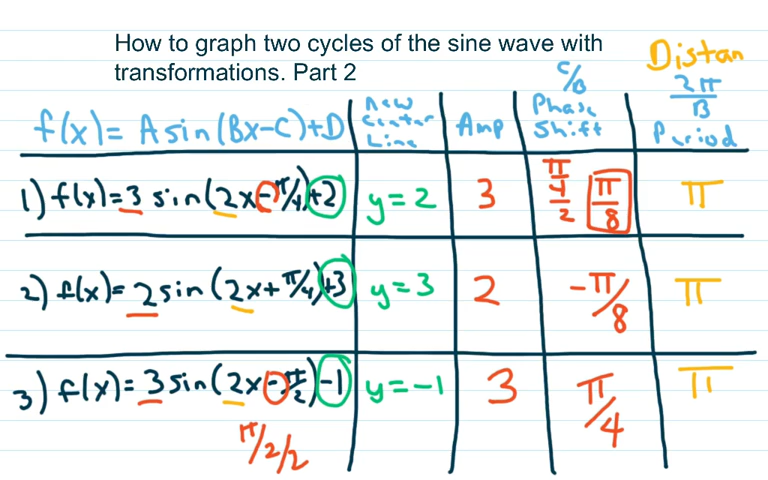 How to graph two cycles of the sine wave with
transformations. Part 2
Distan
f(x)= A sin(Bx-C)+D
New Center Line
Amp
C/B Phase Shift
2π/B Period
1) f(x)=3 sin(2x-π/4)+2 y=2 3 π/4/2 π/8 π
2) f(x)= 2sin(2x+π/4)+3 y=3 2 -π/8 π
3) f(x)= 3 sin(2x-π/2)-1 y=-1 3 π/4 π
π/2/2